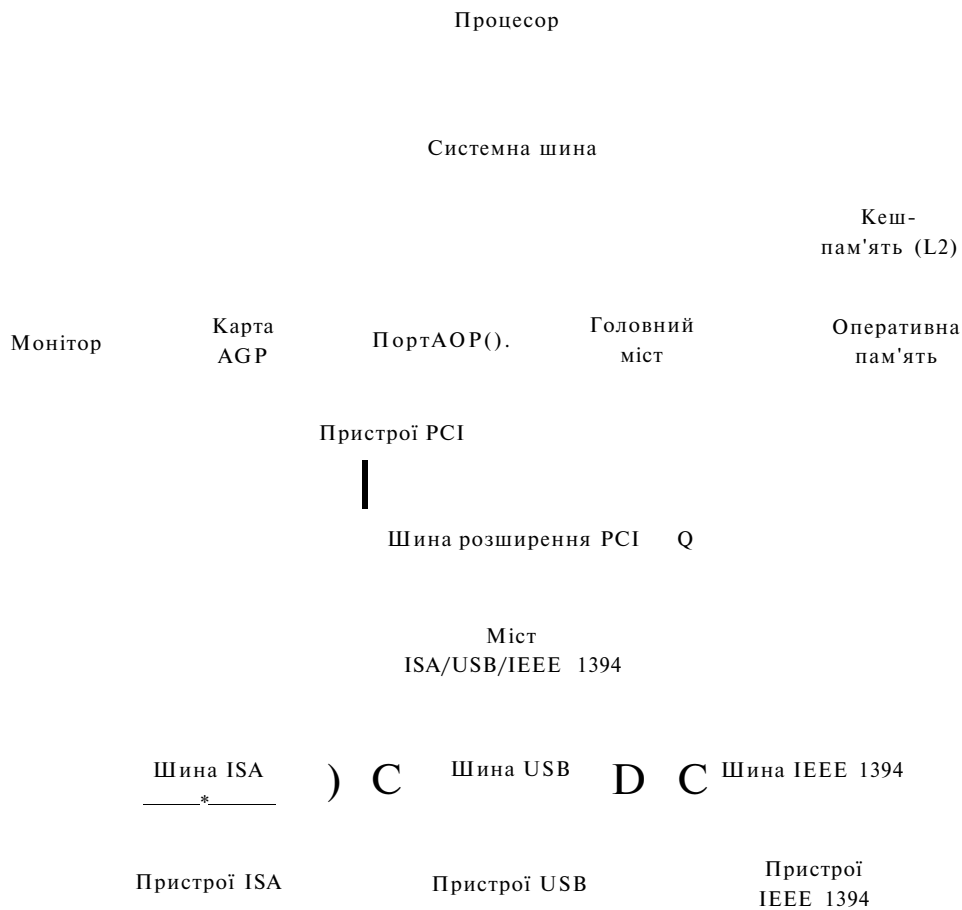 Процесор
Системна шина
Кеш-
пам'ять (L2)
Монітор
Карта
AGP
ПортАОР().
Головний
міст
Оперативна
пам'ять
Пристрої PCI
Шина розширення PCI Q
Міст
ISA/USB/IEEE 1394
Шина ISA ) C Шина USB D C Шина IEEE 1394
*
Пристрої ISA
Пристрої USB
Пристрої
IEEE 1394